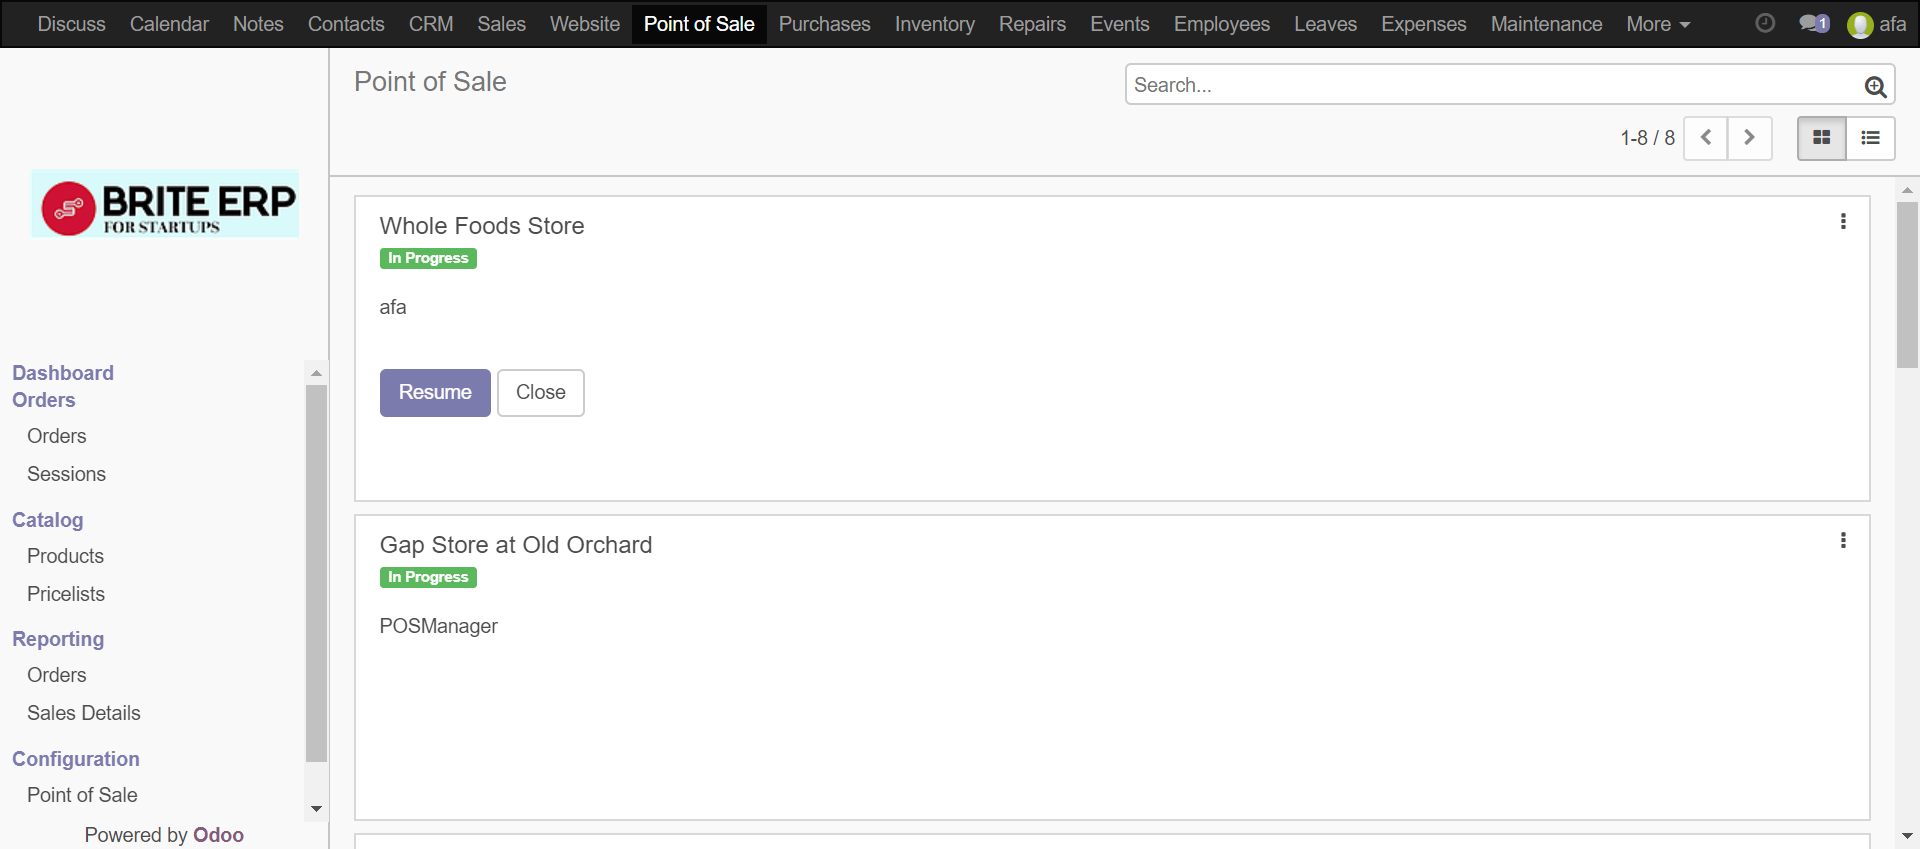 Discuss Calendar Notes Contacts CRM Sales Website Point of Sale Purchases Inventory Repairs Events Employees Leaves Expenses Maintenance More 1 afa
Point of Sale
Search...
1-8 / 8
BRITE ERP
FOR STARTUPS
Dashboard
Orders
Orders
Sessions
Catalog
Products
Pricelists
Reporting
Orders
Sales Details
Configuration
Point of Sale
Powered by Odoo
Whole Foods Store
In Progress
afa
Resume Close
Gap Store at Old Orchard
In Progress
POSManager